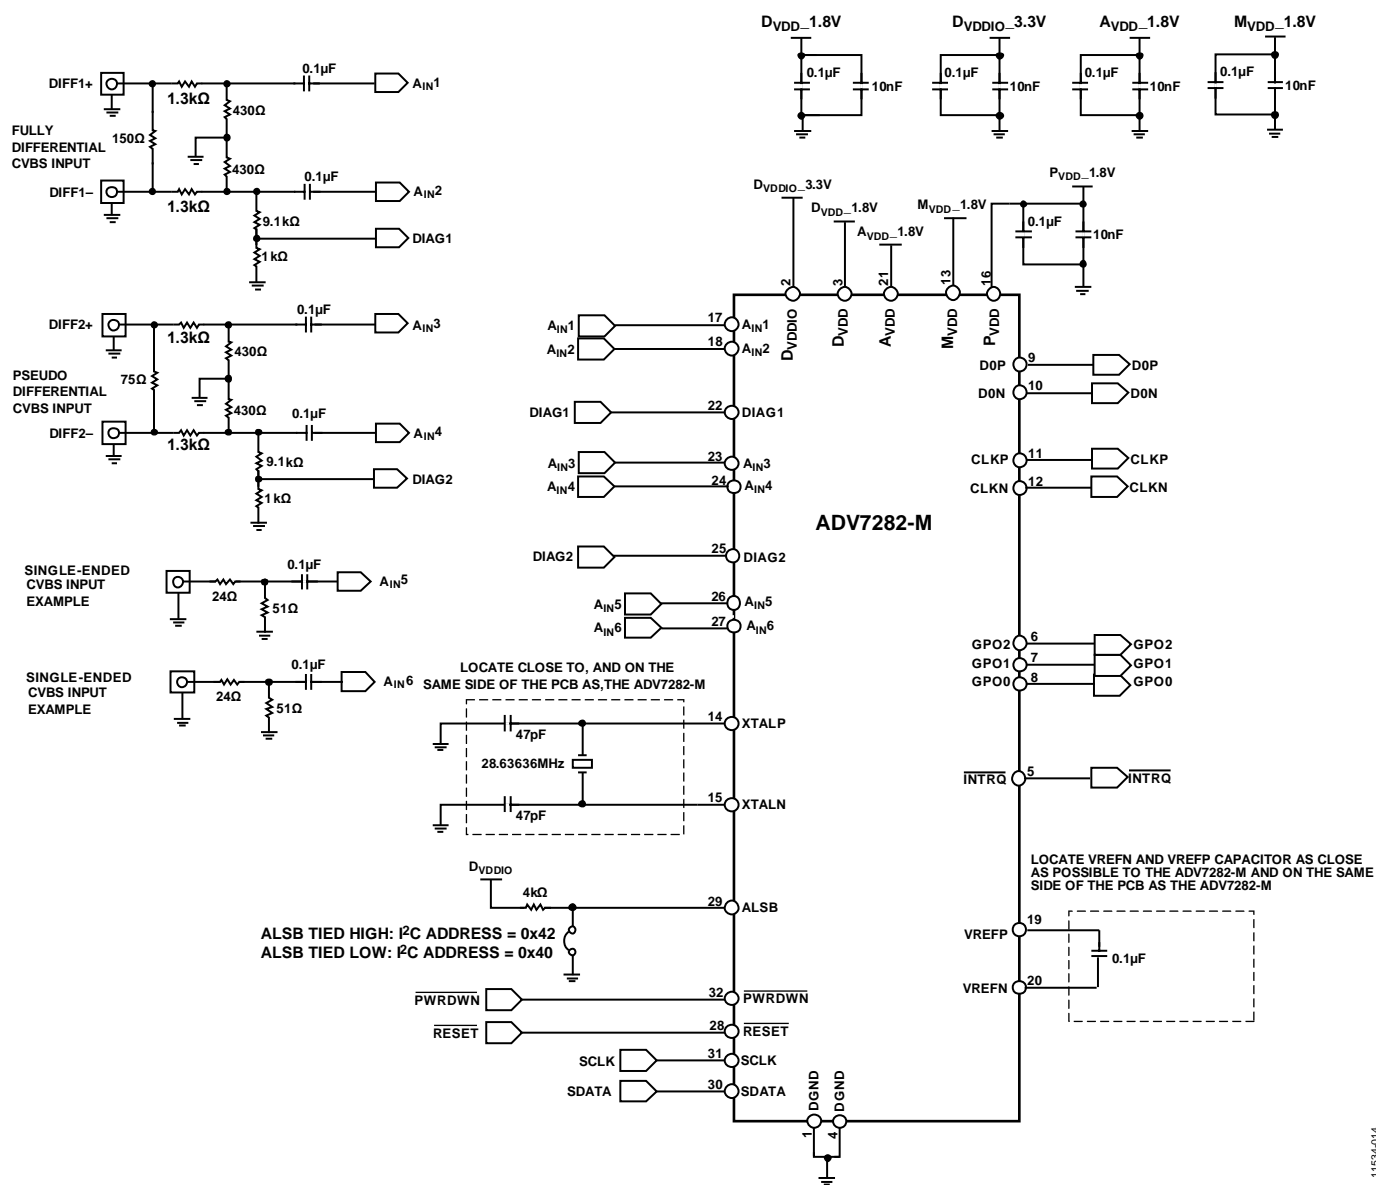 DVDD_1.8V
DVDDIO_3.3V
AVDD_1.8V
MVDD_1.8V
0.1µF
10nF
0.1µF
10nF
0.1µF
10nF
0.1µF
10nF
DIFF1+
1.3kΩ
0.1µF
AIN1
430Ω
FULLY
DIFFERENTIAL
CVBS INPUT
150Ω
430Ω
DIFF1–
1.3kΩ
0.1µF
AIN2
9.1kΩ
DIAG1
1kΩ
DIFF2+
1.3kΩ
0.1µF
AIN3
430Ω
PSEUDO
DIFFERENTIAL
CVBS INPUT
75Ω
430Ω
DIFF2–
1.3kΩ
0.1µF
AIN4
9.1kΩ
DIAG2
1kΩ
SINGLE-ENDED
CVBS INPUT
EXAMPLE
24Ω
0.1µF
AIN5
51Ω
SINGLE-ENDED
CVBS INPUT
EXAMPLE
24Ω
0.1µF
AIN6
51Ω
DVDDIO_3.3V
DVDD_1.8V
AVDD_1.8V
MVDD_1.8V
PVDD_1.8V
0.1µF
10nF
2
3
21
13
16
DVDDIO
DVDD
AVDD
MVDD
PVDD
AIN1 17 AIN1
AIN2 18 AIN2
DIAG1 22 DIAG1
AIN3 23 AIN3
AIN4 24 AIN4
DIAG2 25 DIAG2
AIN5 26 AIN5
AIN6 27 AIN6
ADV7282-M
D0P 9 D0P
D0N 10 D0N
CLKP 11 CLKP
CLKN 12 CLKN
GPO2 6 GPO2
GPO1 7 GPO1
GPO0 8 GPO0
INTRQ 5 INTRQ
LOCATE CLOSE TO, AND ON THE
SAME SIDE OF THE PCB AS,THE ADV7282-M
47pF
14 XTALP
28.63636MHz
47pF
15 XTALN
DVDDIO
4kΩ
29 ALSB
ALSB TIED HIGH: I2C ADDRESS = 0x42
ALSB TIED LOW: I2C ADDRESS = 0x40
PWRDWN 32 PWRDWN
RESET 28 RESET
SCLK 31 SCLK
SDATA 30 SDATA
LOCATE VREFN AND VREFP CAPACITOR AS CLOSE
AS POSSIBLE TO THE ADV7282-M AND ON THE SAME
SIDE OF THE PCB AS THE ADV7282-M
VREFP 19
0.1µF
VREFN 20
DGND
DGND
1
4
11534-014